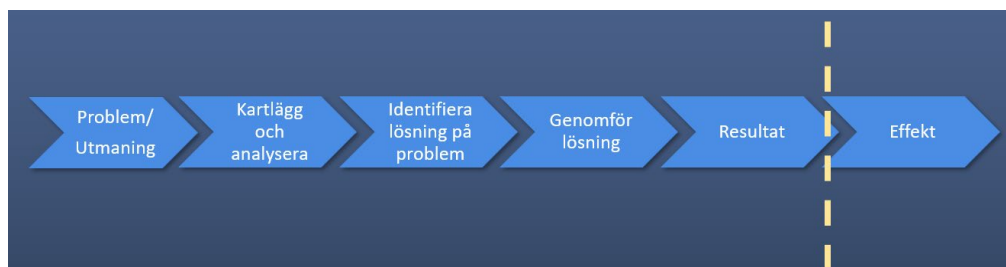 Problem/
Utmaning
Kartlägg
och
analysera
Identifiera
lösning på
problem
Genomför
lösning
Resultat
Effekt